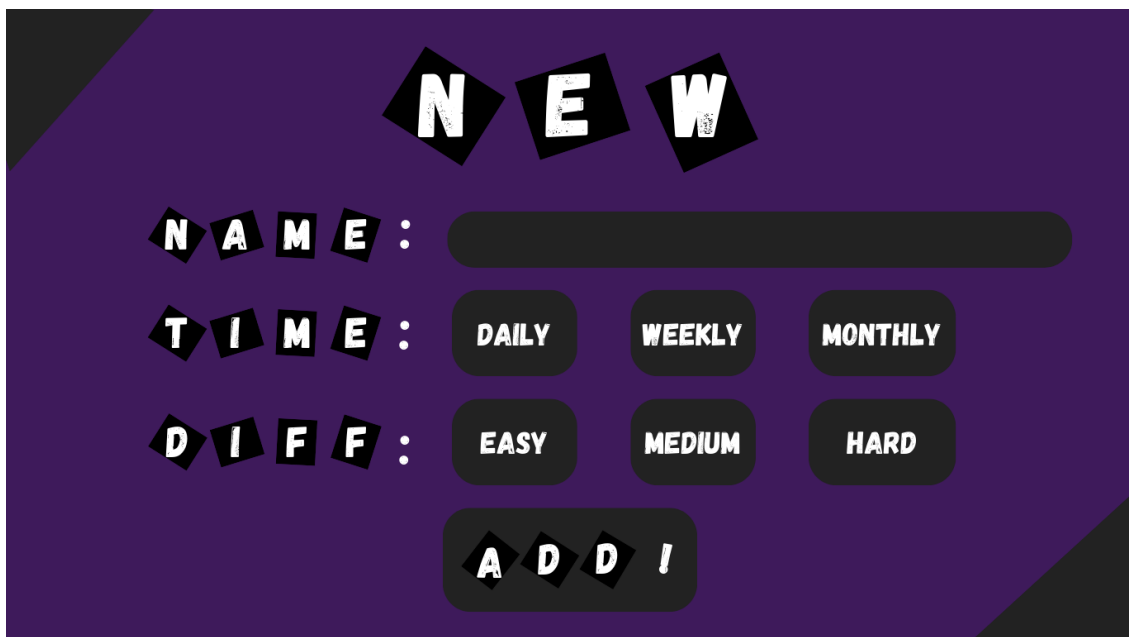 NEW
NAME:
TIME: DAILY WEEKLY MONTHLY
DIFF: EASY MEDIUM HARD
ADD!